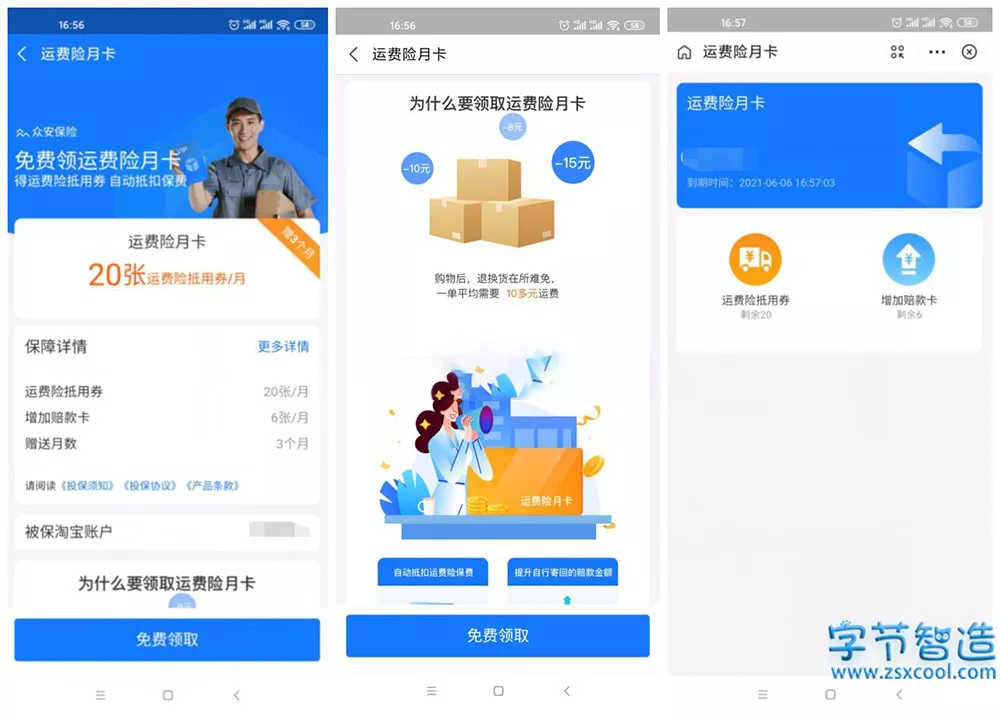 16:56
54
运费险月卡
众安保险
免费领运费险月卡
得运费险抵用券 自动抵扣保费
赠3个月
运费险月卡
20张运费险抵用券/月
保障详情
更多详情
运费险抵用券
20张/月
增加赔款卡
6张/月
赠送月数
3个月
请阅读《投保须知》《投保协议》《产品条款》
被保淘宝账户
为什么要领取运费险月卡
免费领取
16:56
54
运费险月卡
为什么要领取运费险月卡
-8元
-10元
-15元
购物后，退换货在所难免，
一单平均需要 10多元运费
运费险月卡
自动抵扣运费险保费
提升自行寄回的赔款金额
免费领取
16:57
54
运费险月卡
运费险月卡
到期时间：2021-06-06 16:57:03
运费险抵用券
剩余20
增加赔款卡
剩余6
字节智造
www.zsxcool.com